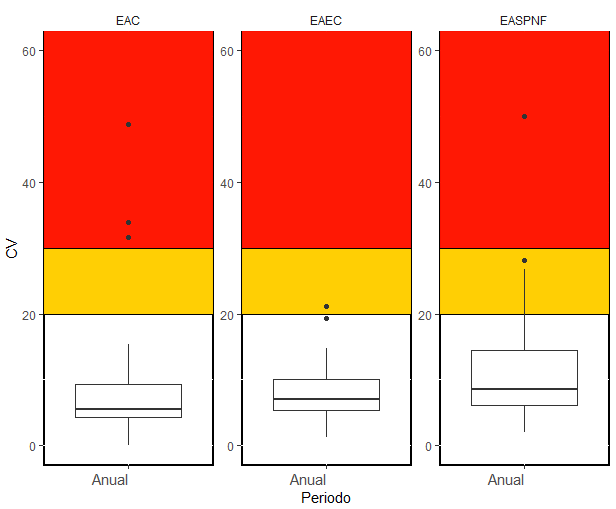 EAC EAEC EASPNF
60 60 60
40 40 40
20 20 20
0 0 0
CV
Anual Anual Anual
Periodo